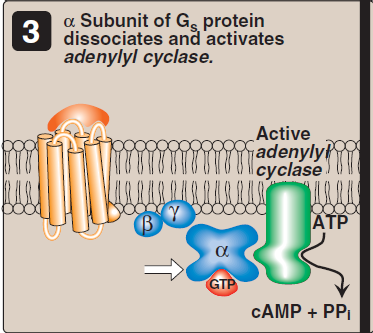 3
α Subunit of Gs protein
dissociates and activates
adenylyl cyclase.
Active
adenylyl
cyclase
β
γ
ATP
α
GTP
cAMP + PPi